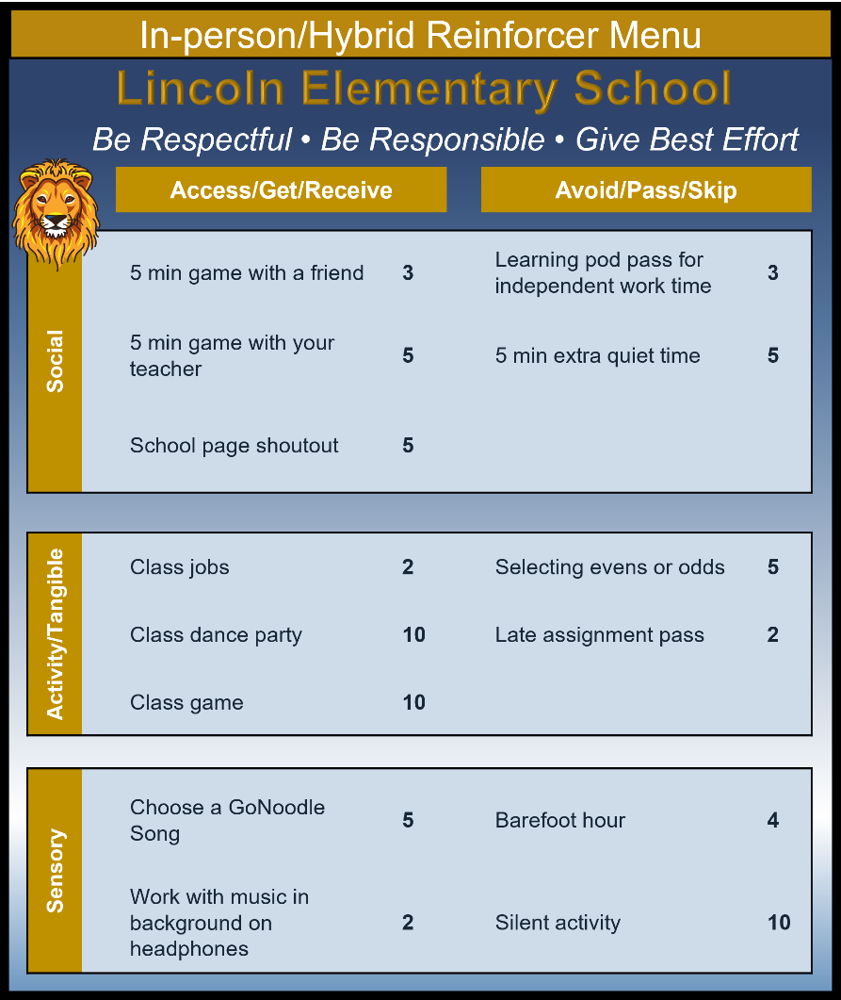 In-person/Hybrid Reinforcer Menu
Lincoln Elementary School
Be Respectful • Be Responsible • Give Best Effort
Access/Get/Receive
Avoid/Pass/Skip
Social
5 min game with a friend 3
Learning pod pass for
independent work time 3
5 min game with your
teacher 5
5 min extra quiet time 5
School page shoutout 5
Activity/Tangible
Class jobs 2
Selecting evens or odds 5
Class dance party 10
Late assignment pass 2
Class game 10
Sensory
Choose a GoNoodle
Song 5
Barefoot hour 4
Work with music in
background on
headphones 2
Silent activity 10